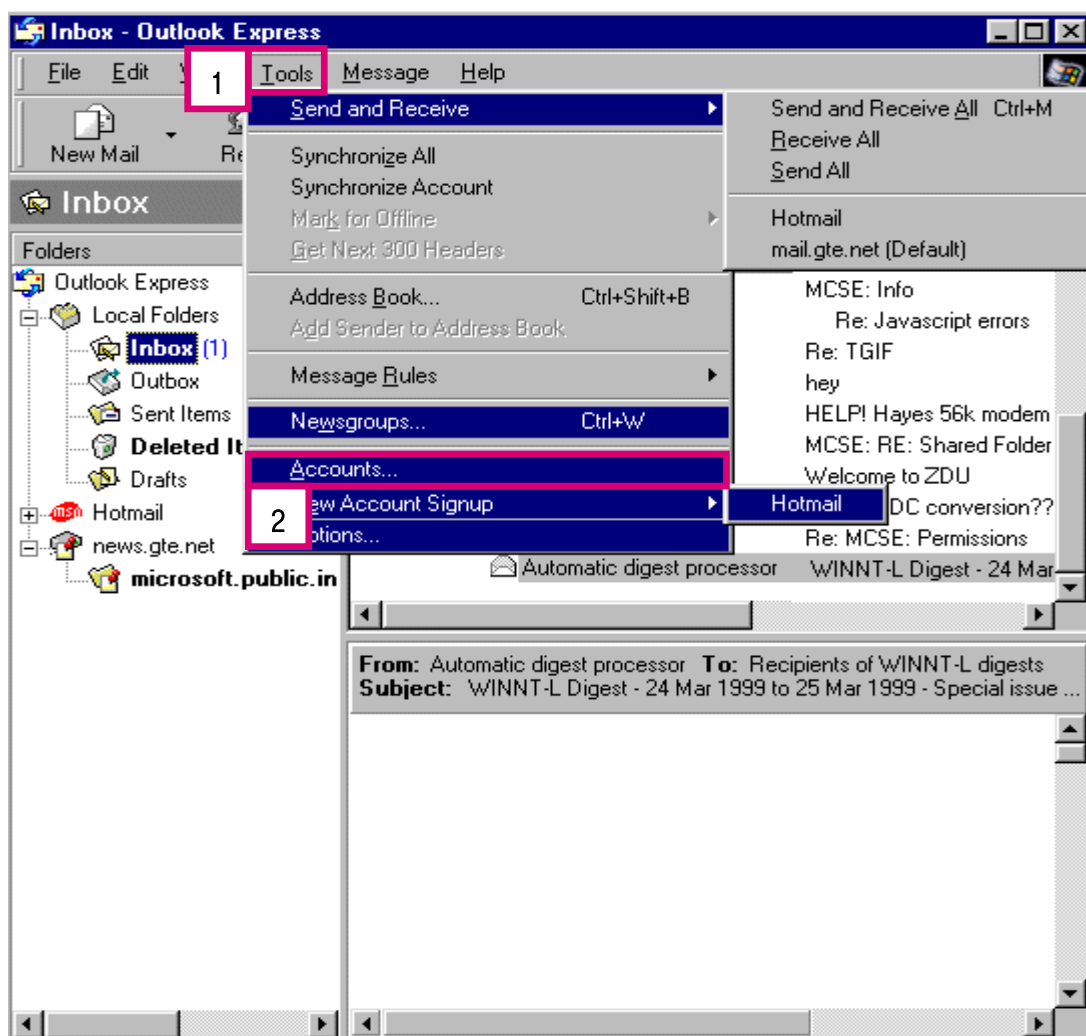 Inbox - Outlook Express
File Edit Tools Message Help
1
New Mail
Inbox
Folders
Outlook Express
Local Folders
Inbox (1)
Outbox
Sent Items
Deleted It
Drafts
Hotmail
news.gte.net
microsoft.public.in
Send and Receive
Synchronize All
Synchronize Account
Mark for Offline
Get Next 300 Headers
Address Book... Ctrl+Shift+B
Add Sender to Address Book
Message Rules
Newsgroups... Ctrl+W
Accounts...
2
Account Signup
Send and Receive All Ctrl+M
Receive All
Send All
Hotmail
mail.gte.net (Default)
Hotmail
MCSE: Info
Re: Javascript errors
Re: TGIF
hey
HELP! Hayes 56k modem
MCSE: RE: Shared Folder
Welcome to ZDU
DC conversion??
Re: MCSE: Permissions
Automatic digest processor WINNT-L Digest - 24 Mar
From: Automatic digest processor To: Recipients of WINNT-L digests
Subject: WINNT-L Digest - 24 Mar 1999 to 25 Mar 1999 - Special issue ...